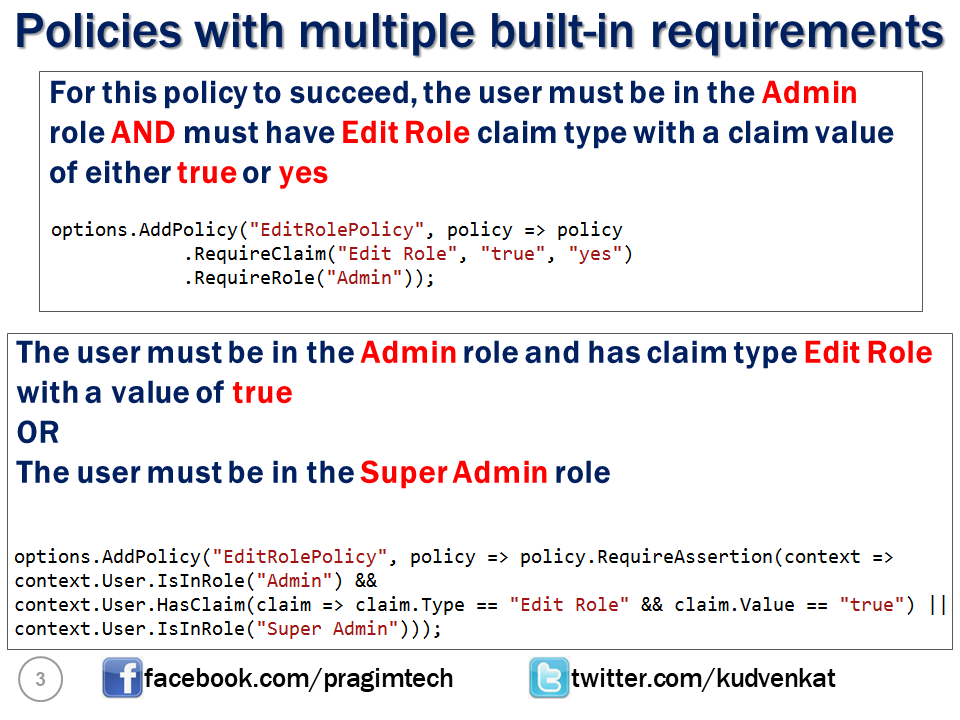 Policies with multiple built-in requirements
For this policy to succeed, the user must be in the Admin
role AND must have Edit Role claim type with a claim value
of either true or yes
options.AddPolicy("EditRolePolicy", policy => policy
.RequireClaim("Edit Role", "true", "yes")
.RequireRole("Admin"));
The user must be in the Admin role and has claim type Edit Role
with a value of true
OR
The user must be in the Super Admin role
options.AddPolicy("EditRolePolicy", policy => policy.RequireAssertion(context =>
context.User.IsInRole("Admin") &&
context.User.HasClaim(claim => claim.Type == "Edit Role" && claim.Value == "true") ||
context.User.IsInRole("Super Admin")));
3 facebook.com/pragimtech twitter.com/kudvenkat